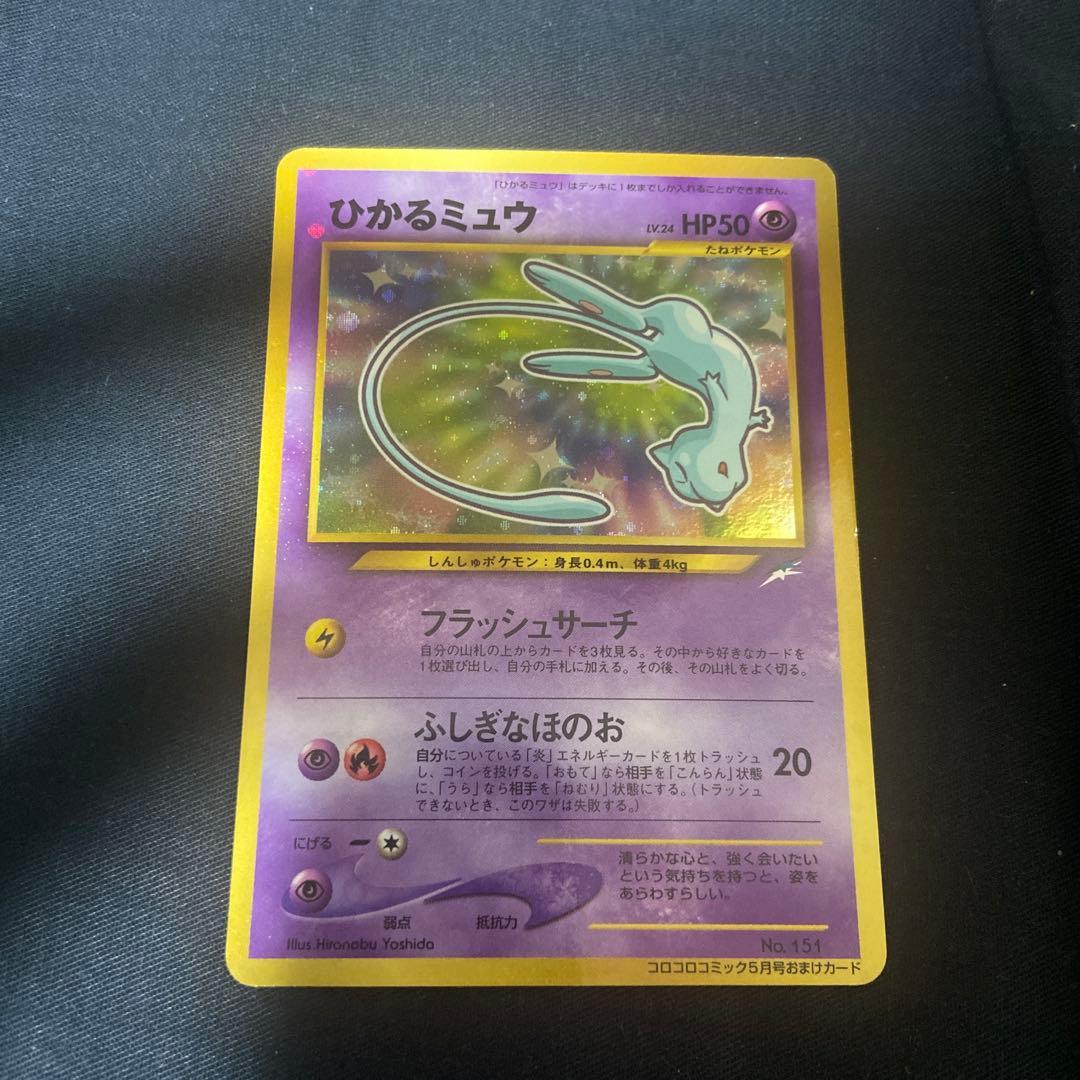 「ひかるミュウ」はデッキに1枚までしか入れることができません。
ひかるミュウ LV.24 HP50
たねポケモン
しんしゅポケモン：身長0.4m、体重4kg
フラッシュサーチ
自分の山札の上からカードを3枚見る。その中から好きなカードを
1枚選び出し、自分の手札に加える。その後、その山札をよく切る。
ふしぎなほのお 20
自分についている「炎」エネルギーカードを1枚トラッシュ
し、コインを投げる。「おもて」なら相手を「こんらん」状態
に、「うら」なら相手を「ねむり」状態にする。（トラッシュ
できないとき、このワザは失敗する。）
にげる
弱点 抵抗力
清らかな心と、強く会いたい
という気持ちを持つと、姿を
あらわすらしい。
Illus.Hironobu Yoshida
No. 151
コロコロコミック5月号おまけカード